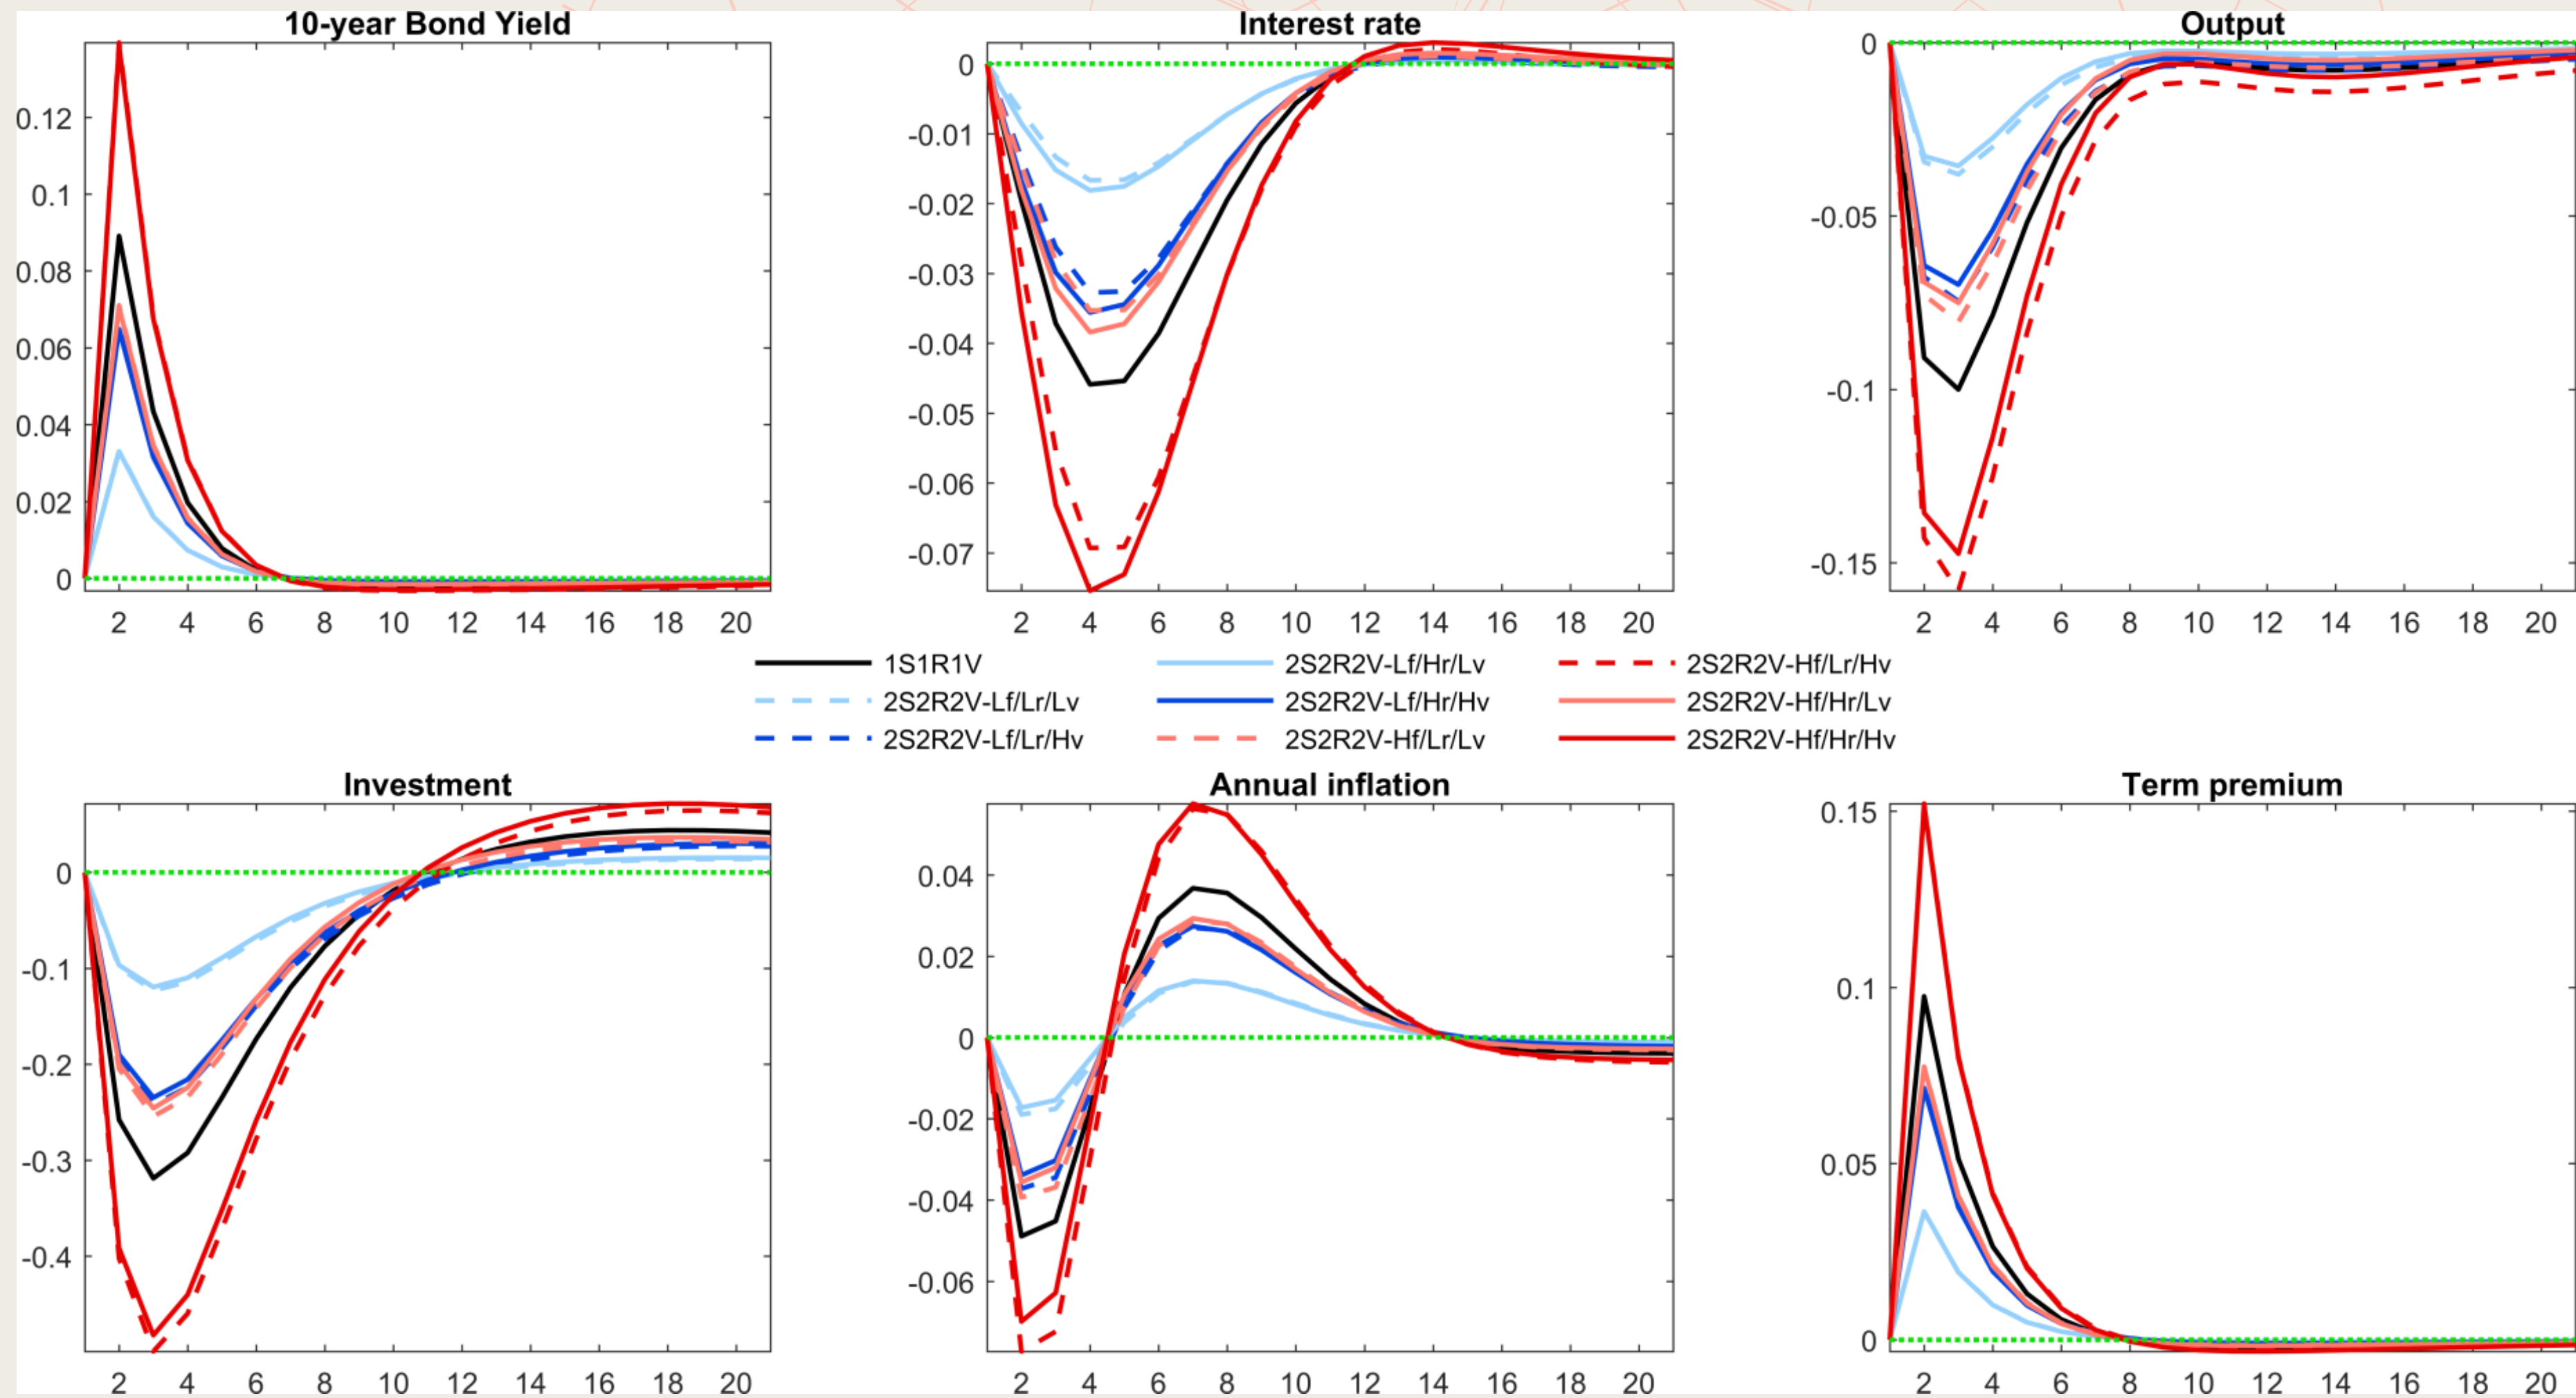 10-year Bond Yield
0.12
0.1
0.08
0.06
0.04
0.02
0
2 4 6 8 10 12 14 16 18 20
Interest rate
0
-0.01
-0.02
-0.03
-0.04
-0.05
-0.06
-0.07
2 4 6 8 10 12 14 16 18 20
Output
0
-0.05
-0.1
-0.15
2 4 6 8 10 12 14 16 18 20
1S1R1V
2S2R2V-Lf/Lr/Lv
2S2R2V-Lf/Lr/Hv
2S2R2V-Lf/Hr/Lv
2S2R2V-Lf/Hr/Hv
2S2R2V-Hf/Lr/Lv
2S2R2V-Hf/Lr/Hv
2S2R2V-Hf/Hr/Lv
2S2R2V-Hf/Hr/Hv
Investment
0
-0.1
-0.2
-0.3
-0.4
2 4 6 8 10 12 14 16 18 20
Annual inflation
0.04
0.02
0
-0.02
-0.04
-0.06
2 4 6 8 10 12 14 16 18 20
Term premium
0.15
0.1
0.05
0
2 4 6 8 10 12 14 16 18 20